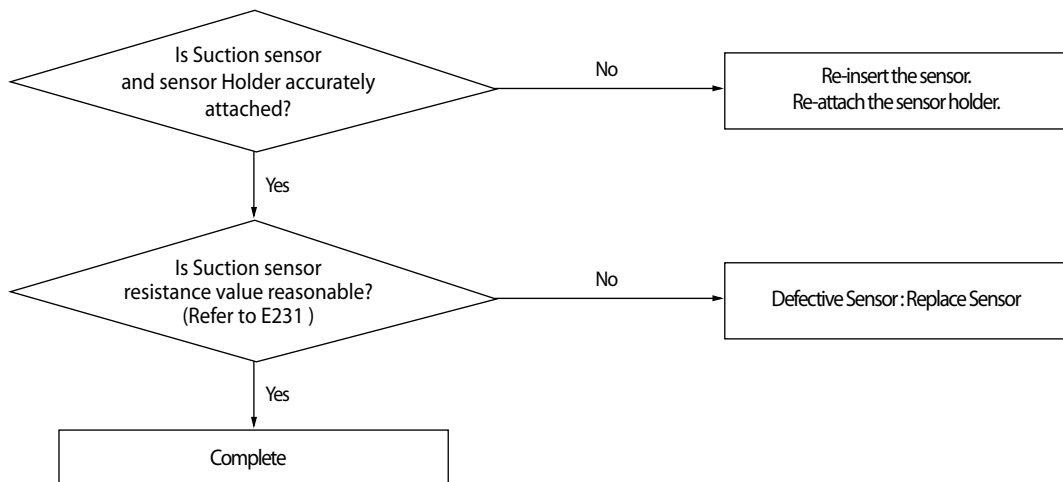 Is Suction sensor
and sensor Holder accurately
attached?
No
Re-insert the sensor.
Re-attach the sensor holder.
Yes
Is Suction sensor
resistance value reasonable?
(Refer to E231 )
No
Defective Sensor : Replace Sensor
Yes
Complete